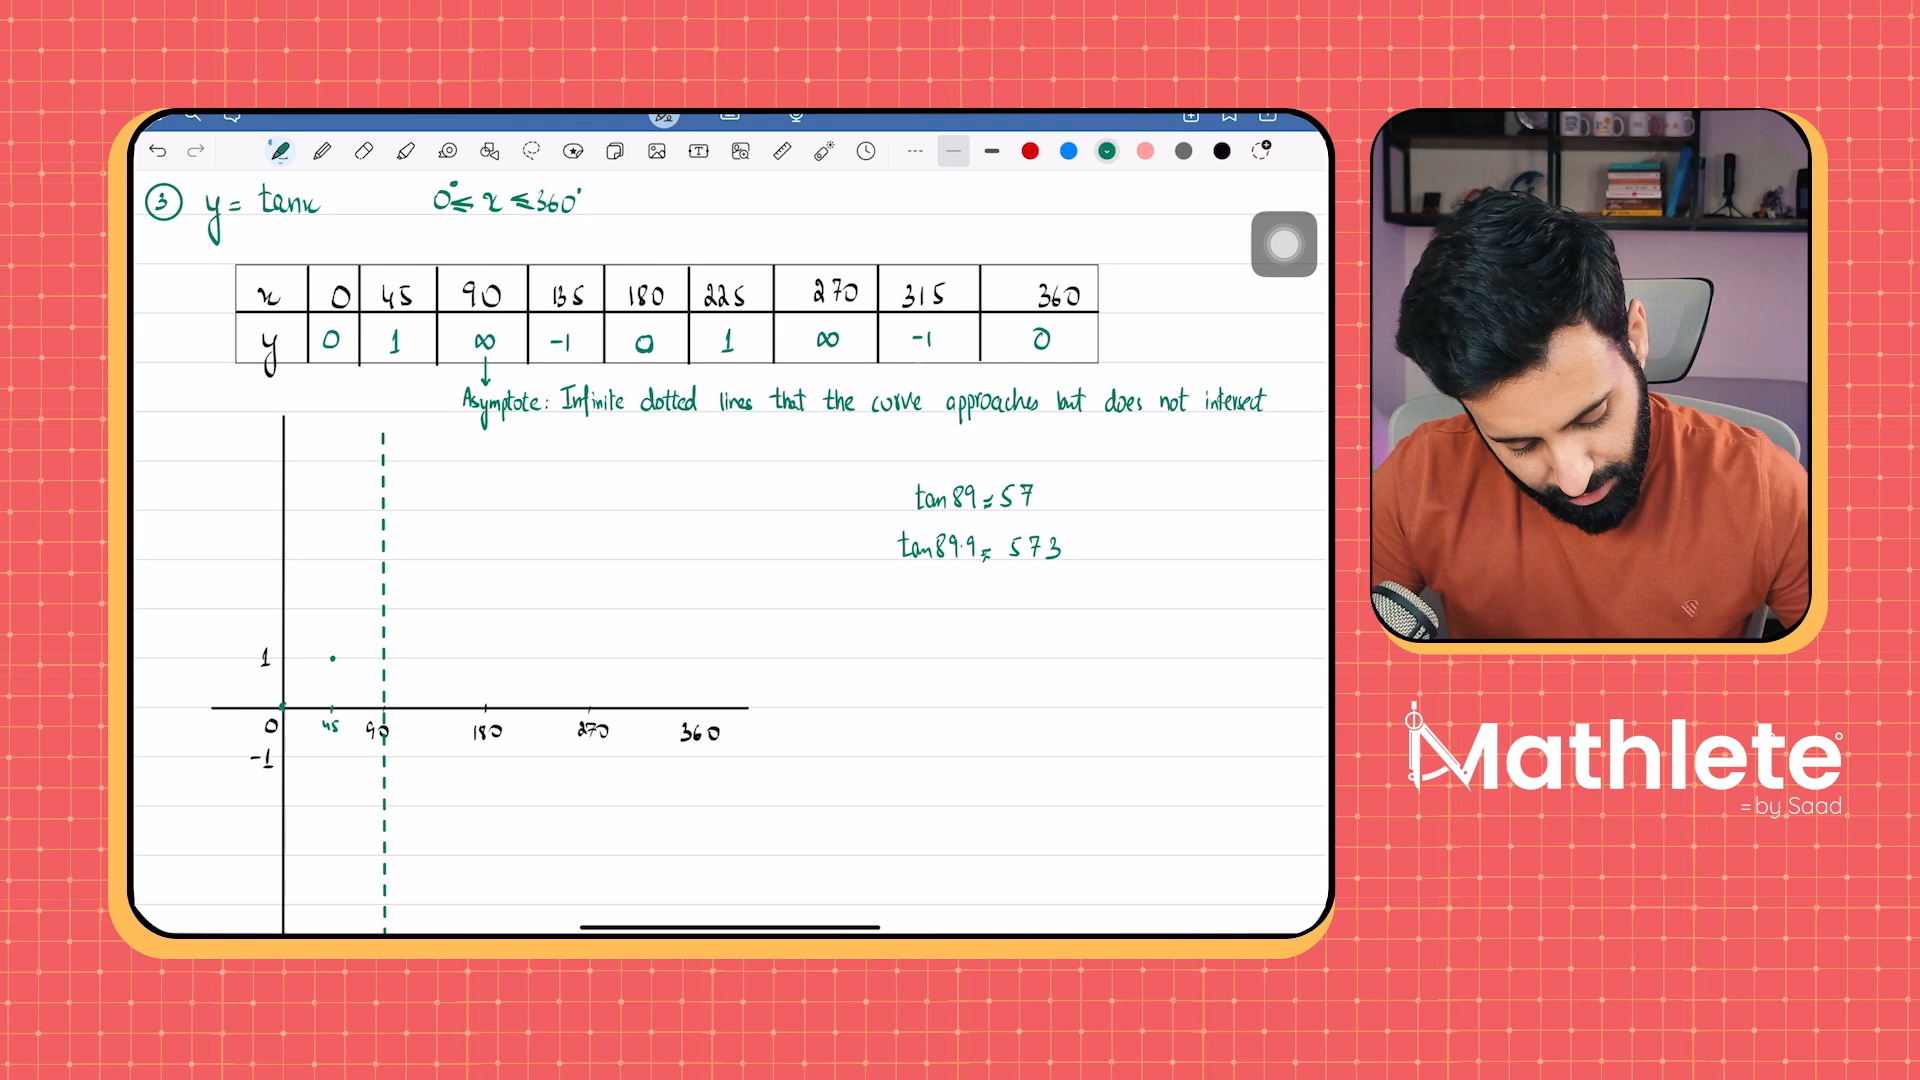 3 y = tanx 0° ≤ x ≤ 360°
x 0 45 90 135 180 225 270 315 360
y 0 1 ∞ -1 0 1 ∞ -1 0
Asymptote: Infinite dotted lines that the curve approaches but does not intersect
tan 89 = 57
tan 89.9 = 573
1
0 45 90 180 270 360
-1
Mathlete
= by Saad